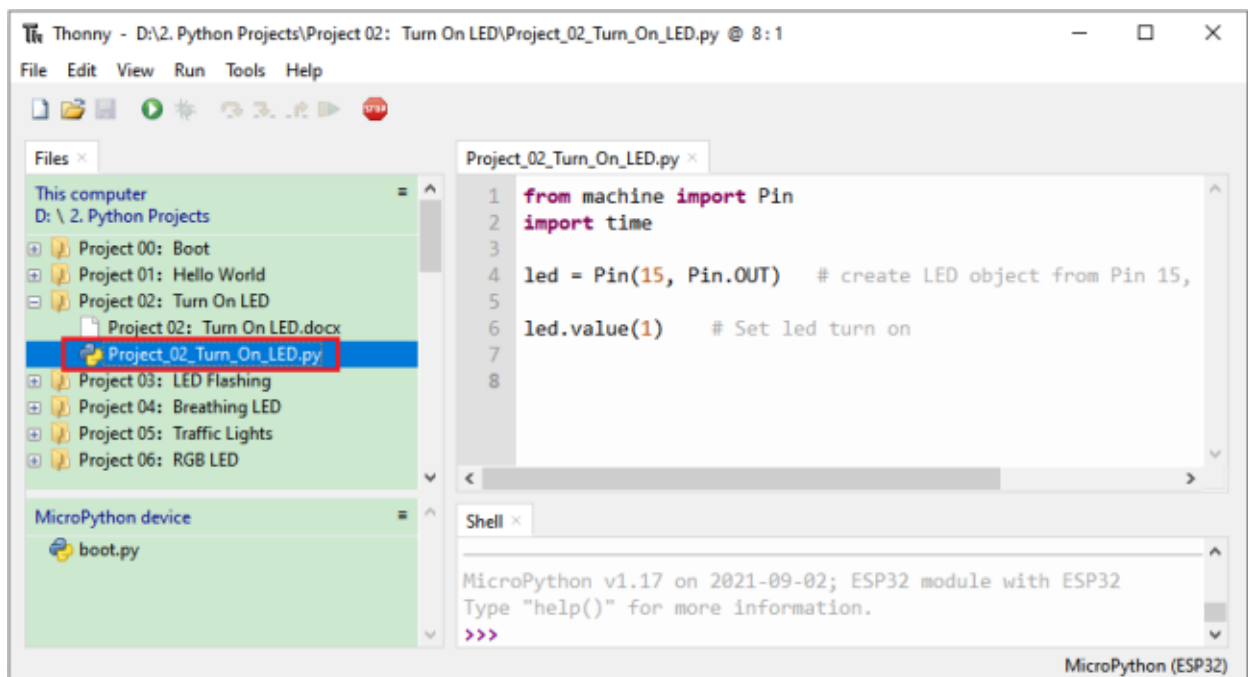 Thonny - D:\2. Python Projects\Project 02: Turn On LED\Project_02_Turn_On_LED.py @ 8:1
File Edit View Run Tools Help
STOP
Files
This computer
D: \ 2. Python Projects
Project 00: Boot
Project 01: Hello World
Project 02: Turn On LED
Project 02: Turn On LED.docx
Project_02_Turn_On_LED.py
Project 03: LED Flashing
Project 04: Breathing LED
Project 05: Traffic Lights
Project 06: RGB LED
MicroPython device
boot.py
Project_02_Turn_On_LED.py
1 from machine import Pin
2 import time
3
4 led = Pin(15, Pin.OUT) # create LED object from Pin 15,
5
6 led.value(1) # Set led turn on
7
8
Shell
MicroPython v1.17 on 2021-09-02; ESP32 module with ESP32
Type "help()" for more information.
>>>
MicroPython (ESP32)